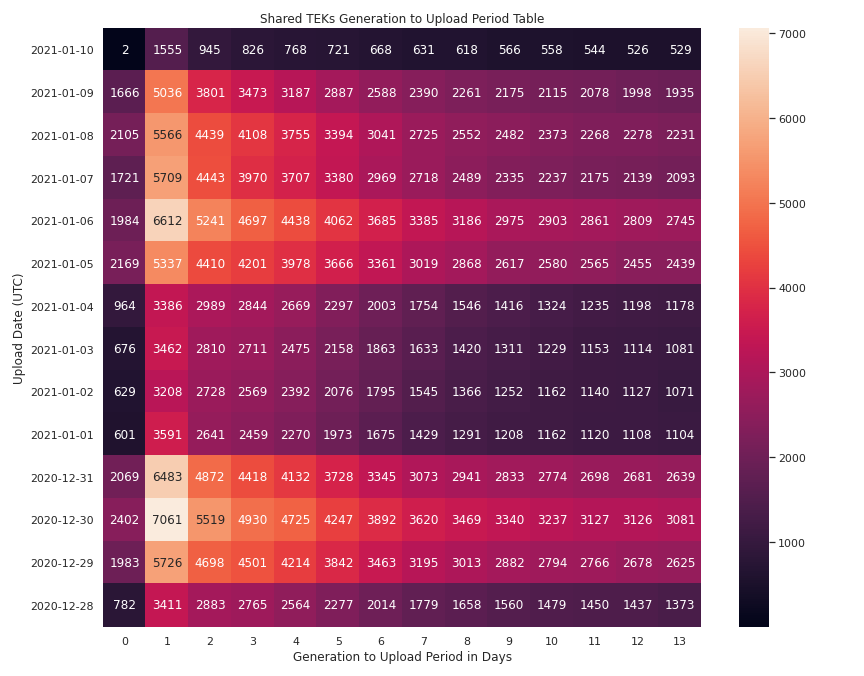 Shared TEKs Generation to Upload Period Table
2021-01-10 2 1555 945 826 768 721 668 631 618 566 558 544 526 529
2021-01-09 1666 5036 3801 3473 3187 2887 2588 2390 2261 2175 2115 2078 1998 1935
2021-01-08 2105 5566 4439 4108 3755 3394 3041 2725 2552 2482 2373 2268 2278 2231
2021-01-07 1721 5709 4443 3970 3707 3380 2969 2718 2489 2335 2237 2175 2139 2093
2021-01-06 1984 6612 5241 4697 4438 4062 3685 3385 3186 2975 2903 2861 2809 2745
2021-01-05 2169 5337 4410 4201 3978 3666 3361 3019 2868 2617 2580 2565 2455 2439
2021-01-04 964 3386 2989 2844 2669 2297 2003 1754 1546 1416 1324 1235 1198 1178
2021-01-03 676 3462 2810 2711 2475 2158 1863 1633 1420 1311 1229 1153 1114 1081
2021-01-02 629 3208 2728 2569 2392 2076 1795 1545 1366 1252 1162 1140 1127 1071
2021-01-01 601 3591 2641 2459 2270 1973 1675 1429 1291 1208 1162 1120 1108 1104
2020-12-31 2069 6483 4872 4418 4132 3728 3345 3073 2941 2833 2774 2698 2681 2639
2020-12-30 2402 7061 5519 4930 4725 4247 3892 3620 3469 3340 3237 3127 3126 3081
2020-12-29 1983 5726 4698 4501 4214 3842 3463 3195 3013 2882 2794 2766 2678 2625
2020-12-28 782 3411 2883 2765 2564 2277 2014 1779 1658 1560 1479 1450 1437 1373
0 1 2 3 4 5 6 7 8 9 10 11 12 13
Generation to Upload Period in Days
Upload Date (UTC)
7000
6000
5000
4000
3000
2000
1000